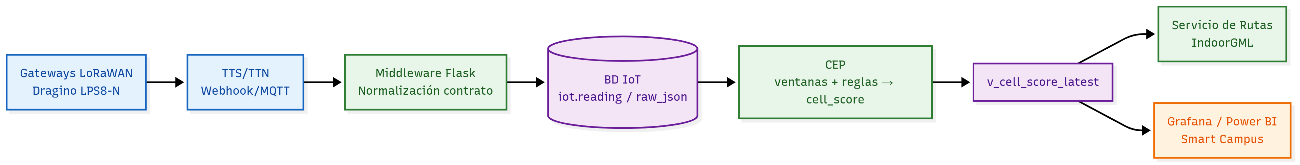 Gateways LoRaWAN
Dragino LPS8-N
TTS/TTN
Webhook/MQTT
Middleware Flask
Normalización contrato
BD IoT
iot.reading / raw_json
CEP
ventanas + reglas →
cell_score
v_cell_score_latest
Servicio de Rutas
IndoorGML
Grafana / Power BI
Smart Campus